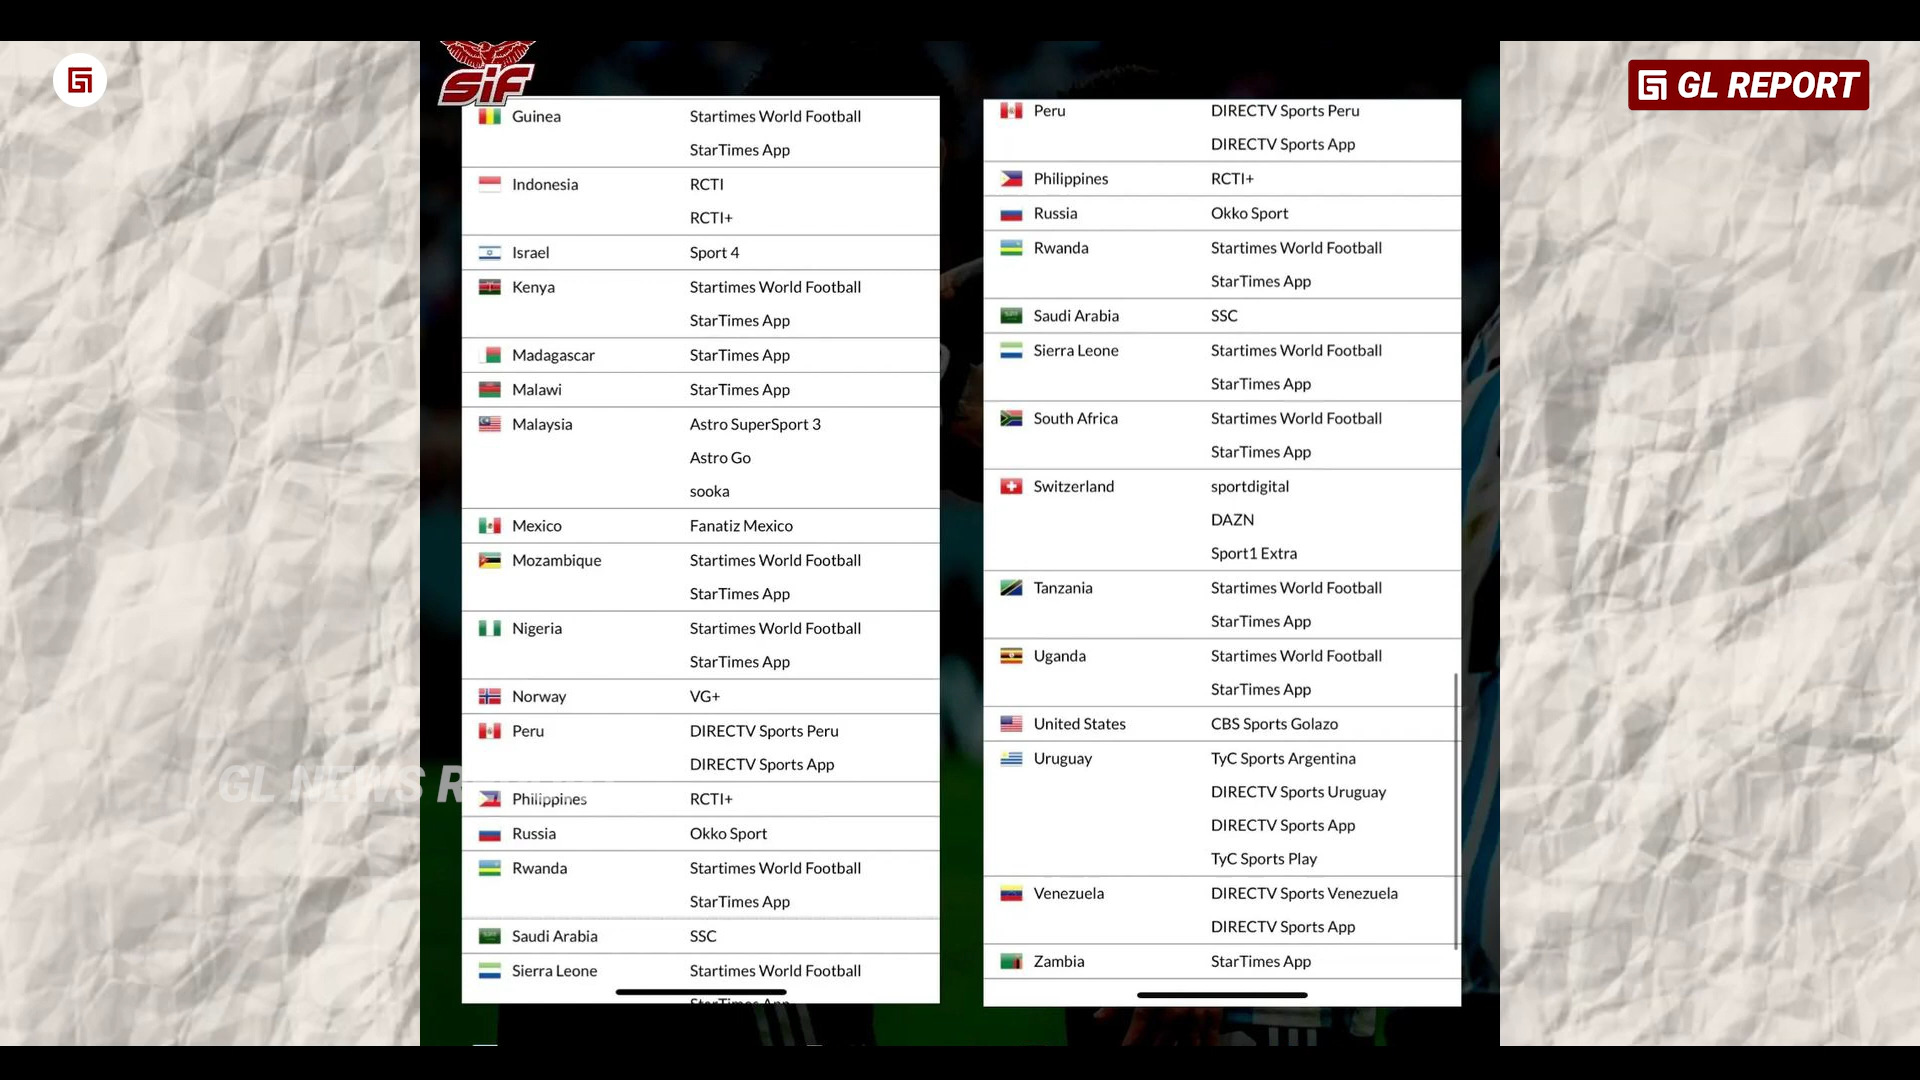 GL REPORT
SiF
Guinea Startimes World Football
StarTimes App
Indonesia RCTI
RCTI+
Israel Sport 4
Kenya Startimes World Football
StarTimes App
Madagascar StarTimes App
Malawi StarTimes App
Malaysia Astro SuperSport 3
Astro Go
sooka
Mexico Fanatiz Mexico
Mozambique Startimes World Football
StarTimes App
Nigeria Startimes World Football
StarTimes App
Norway VG+
Peru DIRECTV Sports Peru
DIRECTV Sports App
Philippines RCTI+
Russia Okko Sport
Rwanda Startimes World Football
StarTimes App
Saudi Arabia SSC
Sierra Leone Startimes World Football
StarTimes App
Peru DIRECTV Sports Peru
DIRECTV Sports App
Philippines RCTI+
Russia Okko Sport
Rwanda Startimes World Football
StarTimes App
Saudi Arabia SSC
Sierra Leone Startimes World Football
StarTimes App
South Africa Startimes World Football
StarTimes App
Switzerland sportdigital
DAZN
Sport1 Extra
Tanzania Startimes World Football
StarTimes App
Uganda Startimes World Football
StarTimes App
United States CBS Sports Golazo
Uruguay TyC Sports Argentina
DIRECTV Sports Uruguay
DIRECTV Sports App
TyC Sports Play
Venezuela DIRECTV Sports Venezuela
DIRECTV Sports App
Zambia StarTimes App
GL NEWS